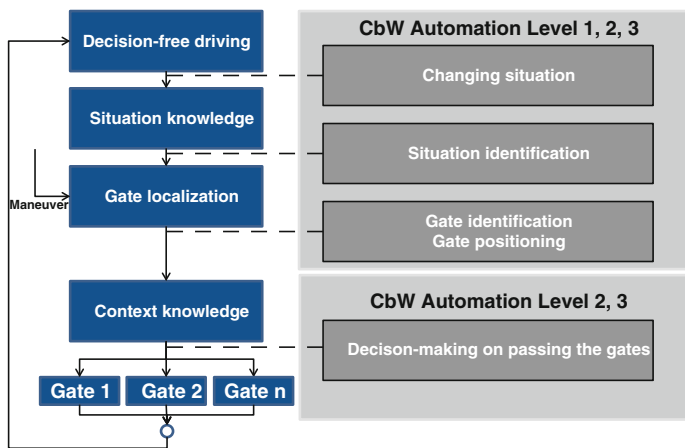 Decision-free driving
Situation knowledge
Maneuver
Gate localization
Context knowledge
Gate 1
Gate 2
Gate n
CbW Automation Level 1, 2, 3
Changing situation
Situation identification
Gate identification
Gate positioning
CbW Automation Level 2, 3
Decison-making on passing the gates